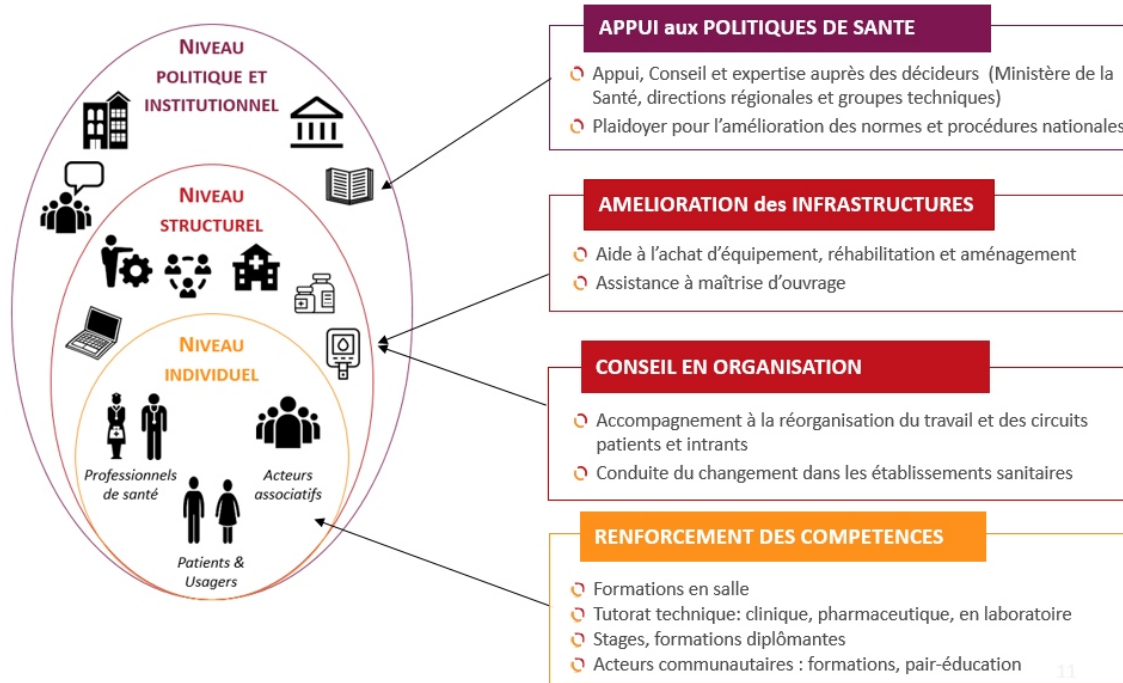 NIVEAU
POLITIQUE ET
INSTITUTIONNEL
NIVEAU
STRUCTUREL
NIVEAU
INDIVIDUEL
Professionnels
de santé
Acteurs
associatifs
Patients &
Usagers
APPUI aux POLITIQUES DE SANTE
Appui, Conseil et expertise auprès des décideurs (Ministère de la
Santé, directions régionales et groupes techniques)
Plaidoyer pour l'amélioration des normes et procédures nationales
AMELIORATION des INFRASTRUCTURES
Aide à l'achat d'équipement, réhabilitation et aménagement
Assistance à maîtrise d'ouvrage
CONSEIL EN ORGANISATION
Accompagnement à la réorganisation du travail et des circuits
patients et intrants
Conduite du changement dans les établissements sanitaires
RENFORCEMENT DES COMPETENCES
Formations en salle
Tutorat technique: clinique, pharmaceutique, en laboratoire
Stages, formations diplômantes
Acteurs communautaires : formations, pair-éducation
11